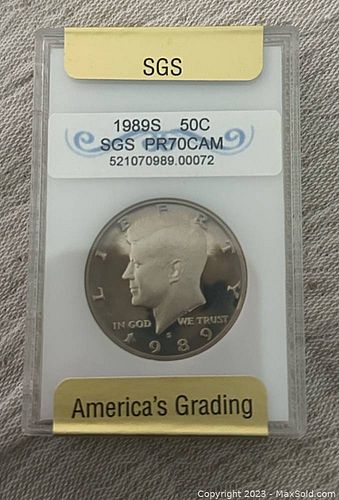 SGS
1989S 50C
SGS PR70CAM
521070989.00072
LIBERTY
IN GOD WE TRUST
S
1989
America's Grading
Copyright 2023 - MaxSold.com